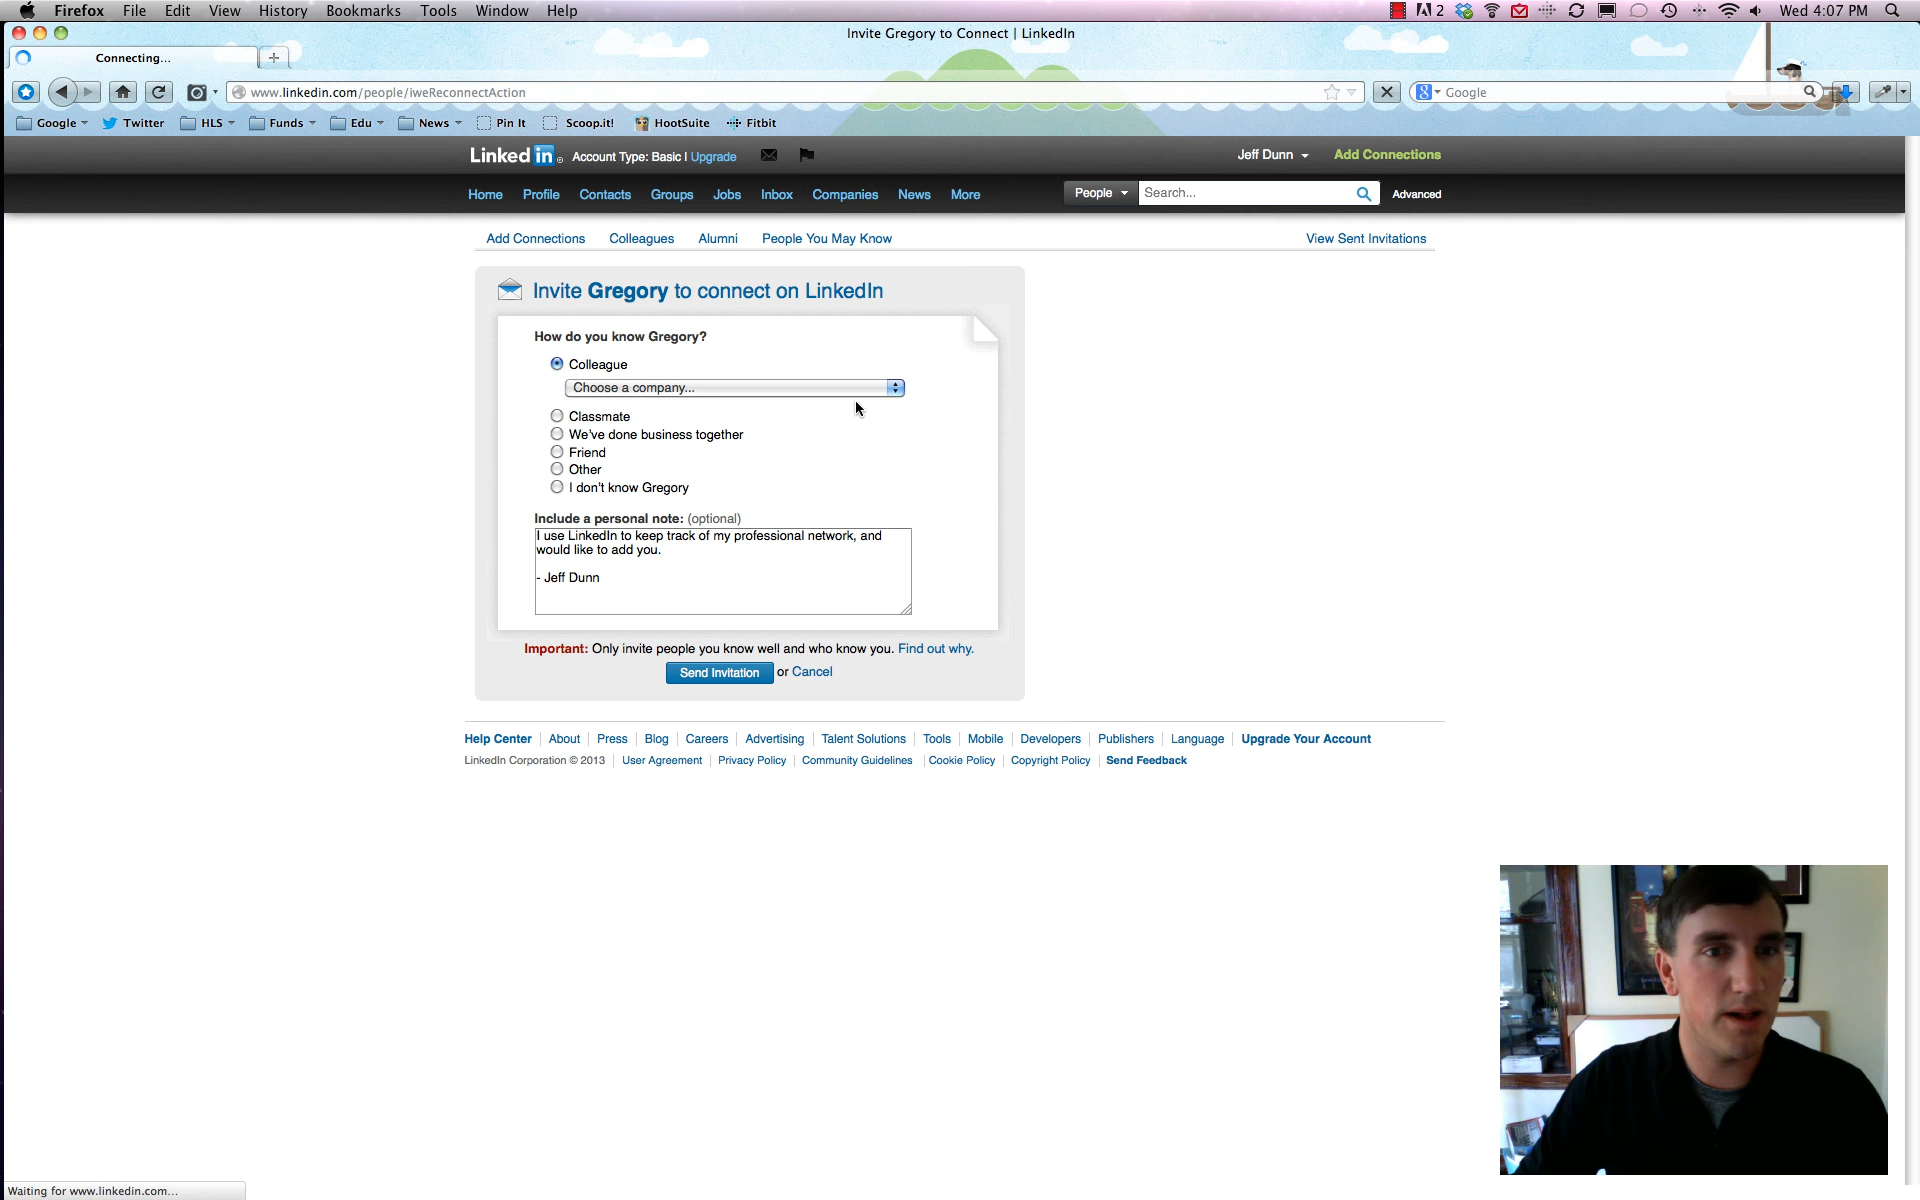 Firefox File Edit View History Bookmarks Tools Window Help 2 Wed 4:07 PM
Invite Gregory to Connect | LinkedIn
Connecting...
www.linkedin.com/people/iweReconnectAction Google
Google Twitter HLS Funds Edu News Pin It Scoop.it! HootSuite Fitbit
Linked in Account Type: Basic | Upgrade Jeff Dunn Add Connections
Home Profile Contacts Groups Jobs Inbox Companies News More People Search... Advanced
Add Connections Colleagues Alumni People You May Know View Sent Invitations
Invite Gregory to connect on LinkedIn
How do you know Gregory?
Colleague
Choose a company...
Classmate
We've done business together
Friend
Other
I don't know Gregory
Include a personal note: (optional)
I use LinkedIn to keep track of my professional network, and
would like to add you.
- Jeff Dunn
Important: Only invite people you know well and who know you. Find out why.
Send Invitation or Cancel
Help Center About Press Blog Careers Advertising Talent Solutions Tools Mobile Developers Publishers Language Upgrade Your Account
LinkedIn Corporation © 2013 User Agreement Privacy Policy Community Guidelines Cookie Policy Copyright Policy Send Feedback
Waiting for www.linkedin.com...